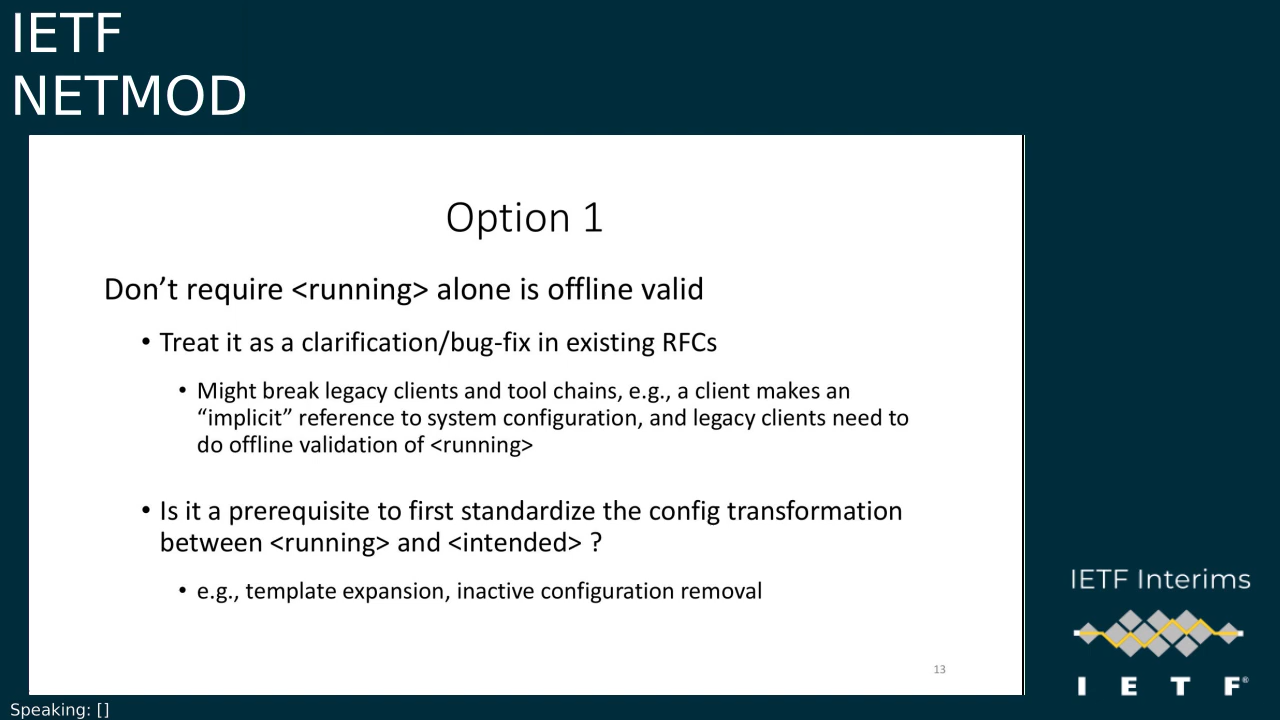 IETF
NETMOD
Option 1
Don’t require <running> alone is offline valid
• Treat it as a clarification/bug-fix in existing RFCs
• Might break legacy clients and tool chains, e.g., a client makes an
“implicit” reference to system configuration, and legacy clients need to
do offline validation of <running>
• Is it a prerequisite to first standardize the config transformation
between <running> and <intended> ?
• e.g., template expansion, inactive configuration removal
13
IETF Interims
I E T F®
Speaking: []